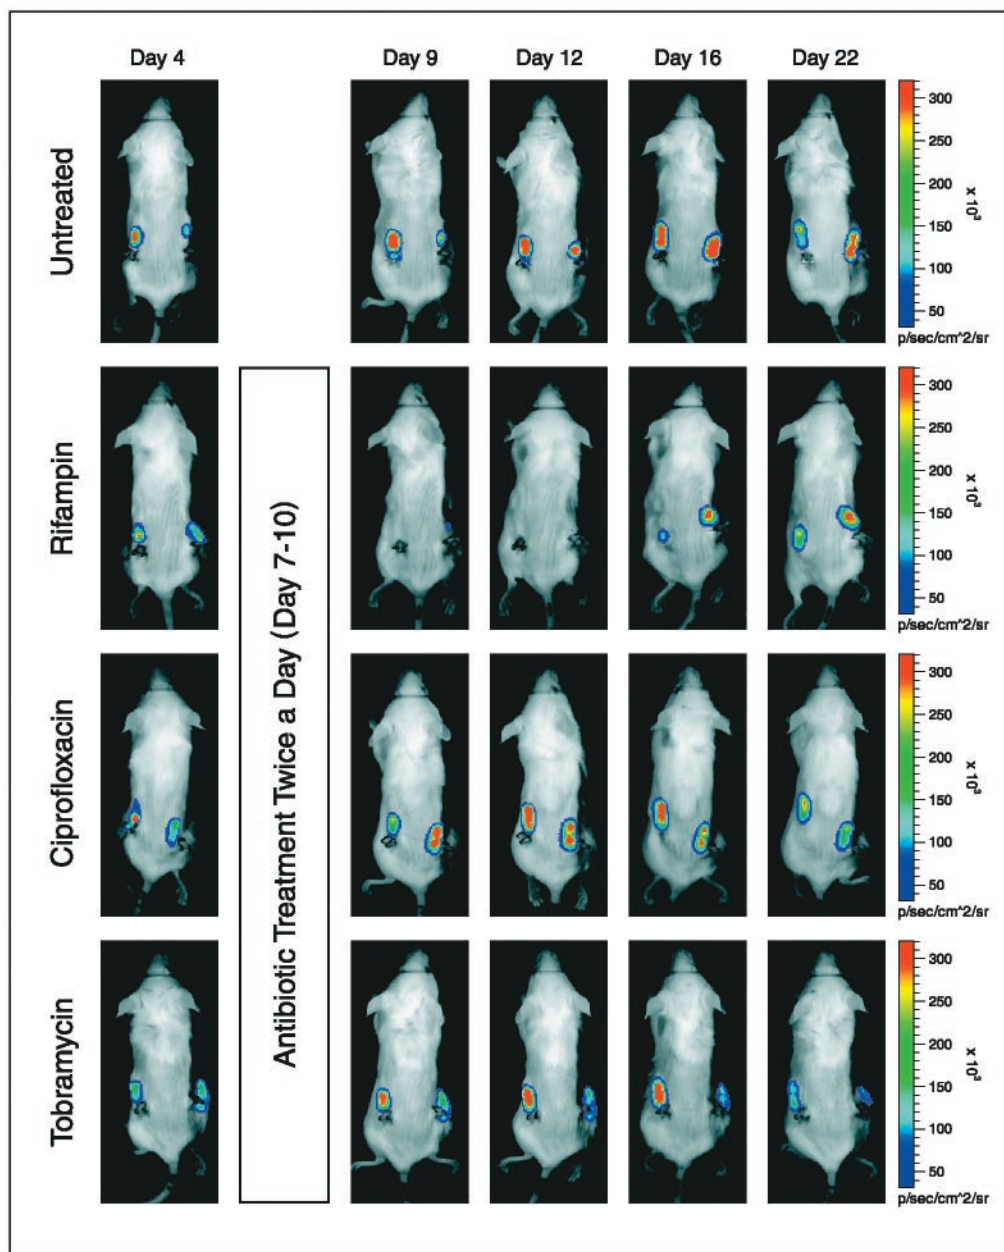 Day 4
Day 9
Day 12
Day 16
Day 22
Untreated
300
250
200
150
100
50
x 10³
p/sec/cm^2/sr
Antibiotic Treatment Twice a Day (Day 7-10)
Rifampin
300
250
200
150
100
50
x 10³
p/sec/cm^2/sr
Ciprofloxacin
300
250
200
150
100
50
x 10³
p/sec/cm^2/sr
Tobramycin
300
250
200
150
100
50
x 10³
p/sec/cm^2/sr